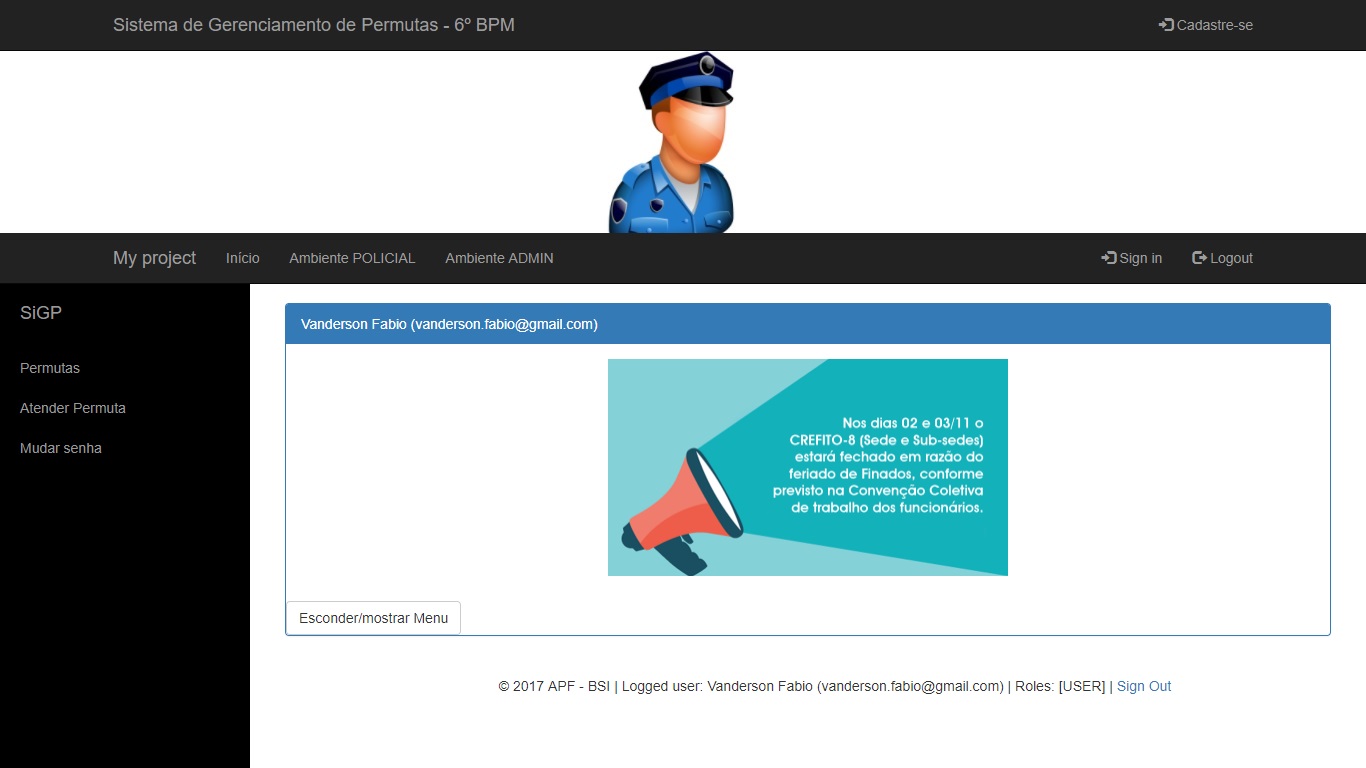 Sistema de Gerenciamento de Permutas - 6º BPM
Cadastre-se
My project
Início
Ambiente POLICIAL
Ambiente ADMIN
Sign in
Logout
SiGP
Permutas
Atender Permuta
Mudar senha
Vanderson Fabio (vanderson.fabio@gmail.com)
Nos dias 02 e 03/11 o
CREFITO-8 (Sede e Sub-sedes)
estará fechado em razão do
feriado de Finados, conforme
previsto na Convenção Coletiva
de trabalho dos funcionários.
Esconder/mostrar Menu
© 2017 APF - BSI | Logged user: Vanderson Fabio (vanderson.fabio@gmail.com) | Roles: [USER] | Sign Out